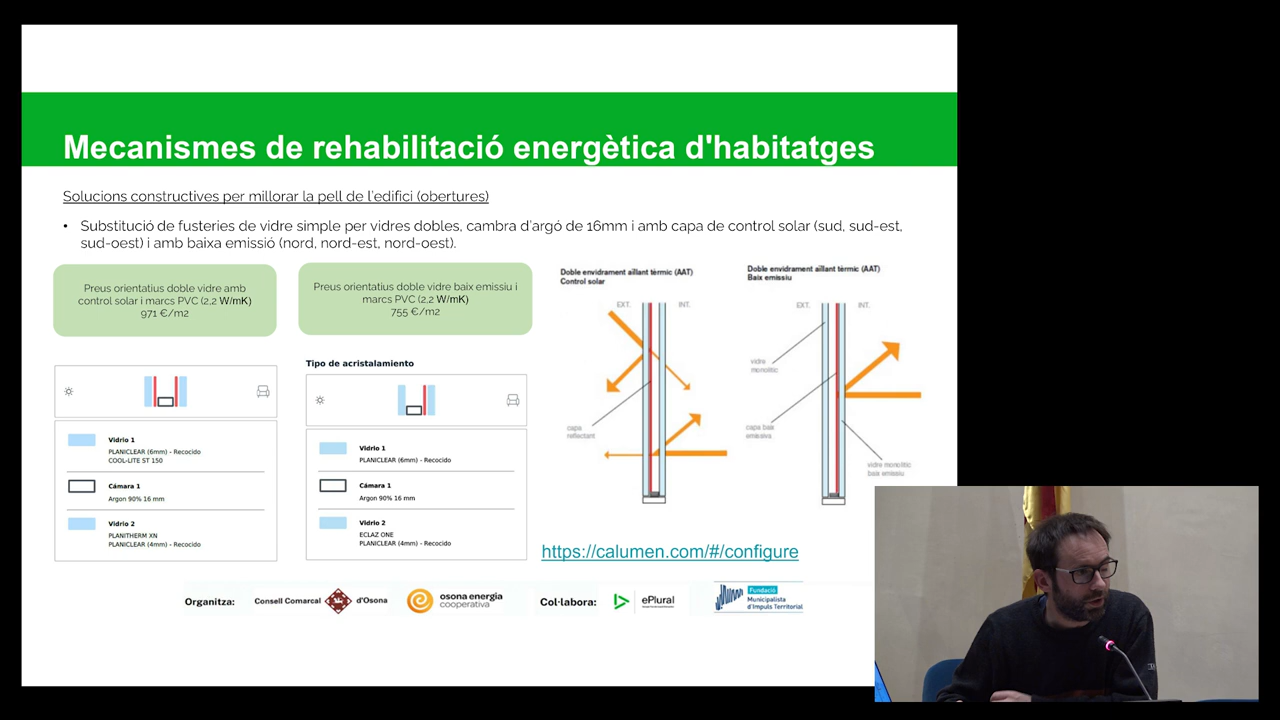 Mecanismes de rehabilitació energètica d'habitatges
Solucions constructives per millorar la pell de l'edifici (obertures)
• Substitució de fusteries de vidre simple per vidres dobles, cambra d'argó de 16mm i amb capa de control solar (sud, sud-est,
sud-oest) i amb baixa emissió (nord, nord-est, nord-oest).
Preus orientatius doble vidre amb
control solar i marcs PVC (2,2 W/mK)
971 €/m2
Preus orientatius doble vidre baix emissiu i
marcs PVC (2,2 W/mK)
755 €/m2
Vidrio 1
PLANICLEAR (6mm) - Recocido
COOL-LITE ST 150
Cámara 1
Argon 90% 16 mm
Vidrio 2
PLANITHERM XN
PLANICLEAR (4mm) - Recocido
Tipo de acristalamiento
Vidrio 1
PLANICLEAR (6mm) - Recocido
Cámara 1
Argon 90% 16 mm
Vidrio 2
ECLAZ ONE
PLANICLEAR (4mm) - Recocido
Doble envidrament aïllant tèrmic (AAT)
Control solar
EXT. INT.
capa
reflectant
Doble envidrament aïllant tèrmic (AAT)
Baix emissiu
EXT. INT.
vidre
monolític
capa baix
emissiva
vidre monolític
baix emissiu
https://calumen.com/#/configure
Organitza:
Consell Comarcal d'Osona
osona energia
cooperativa
Col·labora:
ePlural
Fundació
Municipalista
d'Impuls Territorial